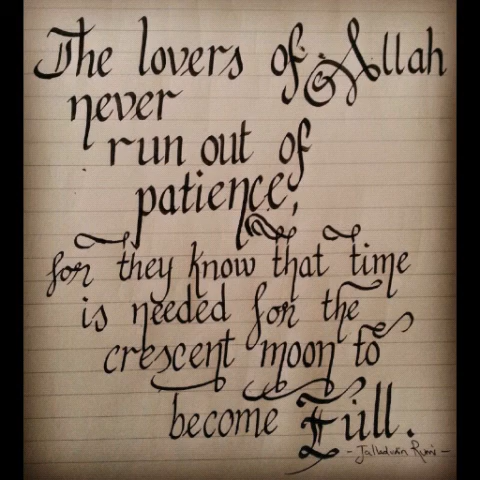 The lovers of Allah
never
run out of
patience,
for they know that time
is needed for the
crescent moon to
become Full.
- Jalludin Rumi -